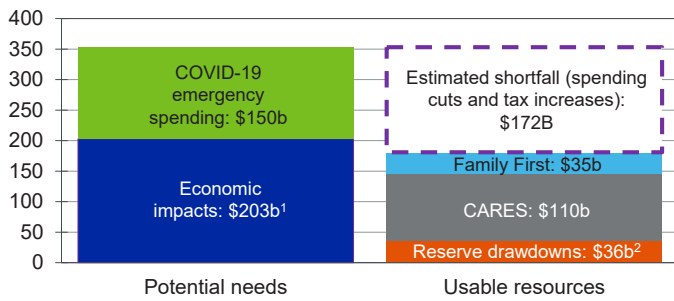 400
350
300
250
200
150
100
50
0
COVID-19
emergency
spending: $150b
Economic
impacts: $203b¹
Estimated shortfall (spending
cuts and tax increases):
$172B
Family First: $35b
CARES: $110b
Reserve drawdowns: $36b²
Potential needs
Usable resources